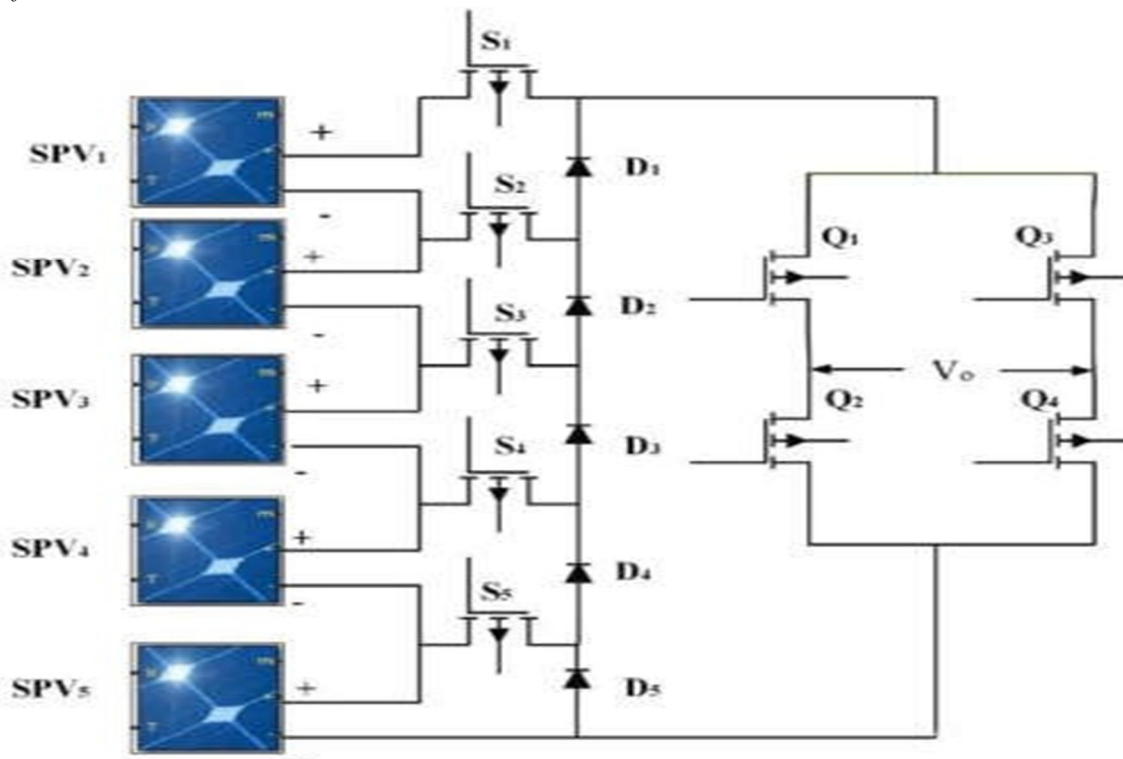 S1
+
SPV1
S2
D1
-
+
SPV2
Q1
Q3
S3
D2
-
+
Vo
SPV3
Q2
Q4
S4
D3
-
+
SPV4
D4
S5
-
+
SPV5
D5